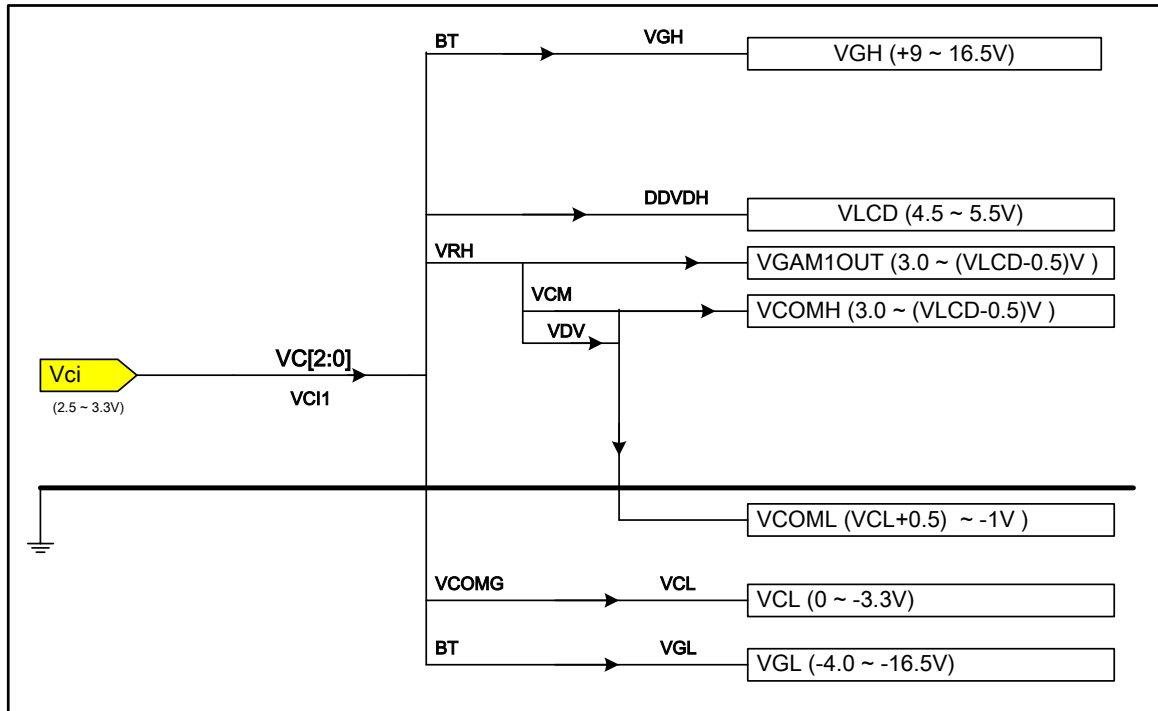 BT
VGH
VGH (+9 ~ 16.5V)
DDVDH
VLCD (4.5 ~ 5.5V)
VRH
VGAM1OUT (3.0 ~ (VLCD-0.5)V )
VCM
VCOMH (3.0 ~ (VLCD-0.5)V )
VDV
Vci
VC[2:0]
(2.5 ~ 3.3V)
VCI1
VCOML (VCL+0.5) ~ -1V )
VCOMG
VCL
VCL (0 ~ -3.3V)
BT
VGL
VGL (-4.0 ~ -16.5V)